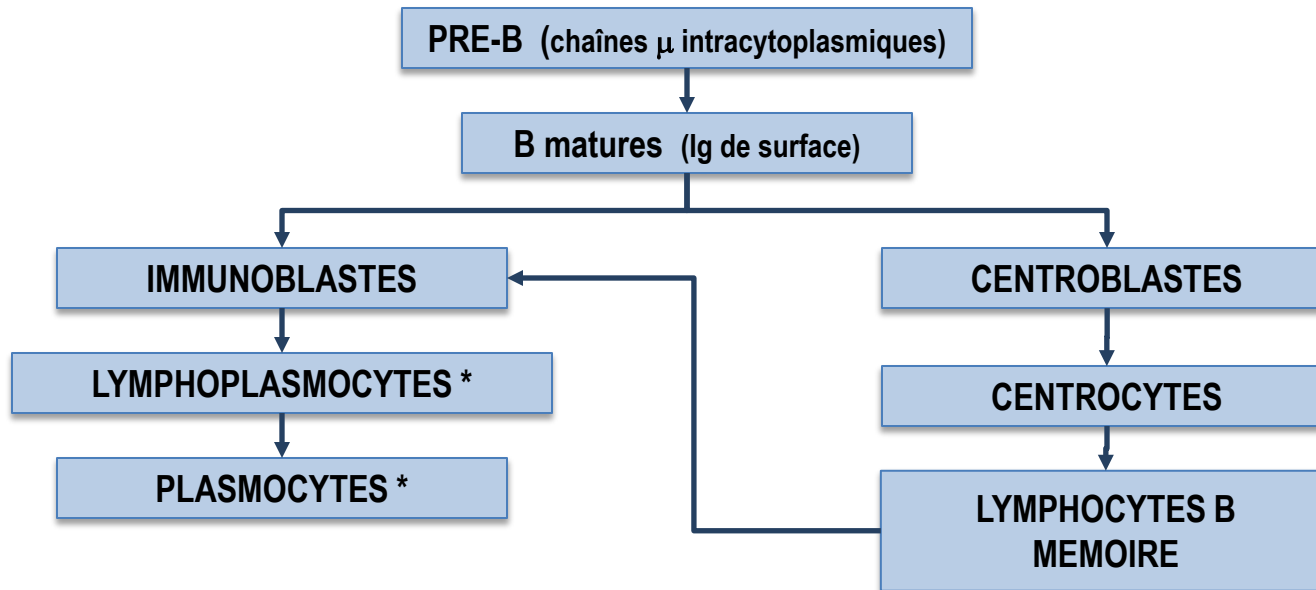 PRE-B (chaînes μ intracytoplasmiques)
B matures (Ig de surface)
IMMUNOBLASTES
CENTROBLASTES
LYMPHOPLASMOCYTES *
CENTROCYTES
PLASMOCYTES *
LYMPHOCYTES B
MEMOIRE